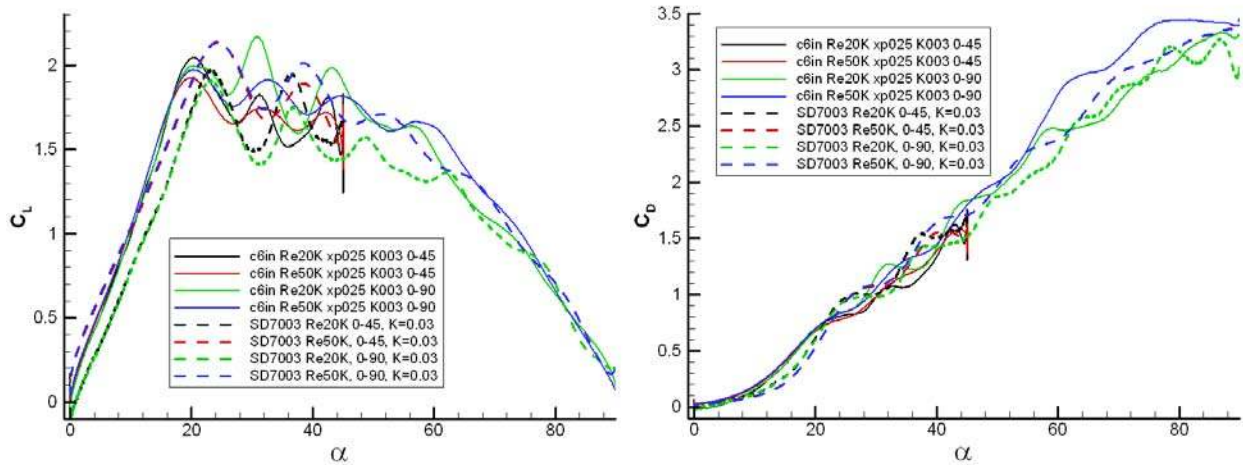 2
1.5
1
0.5
0
C_L
c6in Re20K xp025 K003 0-45
c6in Re50K xp025 K003 0-45
c6in Re20K xp025 K003 0-90
c6in Re50K xp025 K003 0-90
SD7003 Re20K 0-45, K=0.03
SD7003 Re50K, 0-45, K=0.03
SD7003 Re20K, 0-90, K=0.03
SD7003 Re50K, 0-90, K=0.03
0 20 40 60 80
α
3.5
3
2.5
2
1.5
1
0.5
0
C_D
c6in Re20K xp025 K003 0-45
c6in Re50K xp025 K003 0-45
c6in Re20K xp025 K003 0-90
c6in Re50K xp025 K003 0-90
SD7003 Re20K 0-45, K=0.03
SD7003 Re50K, 0-45, K=0.03
SD7003 Re20K, 0-90, K=0.03
SD7003 Re50K, 0-90, K=0.03
0 20 40 60 80
α